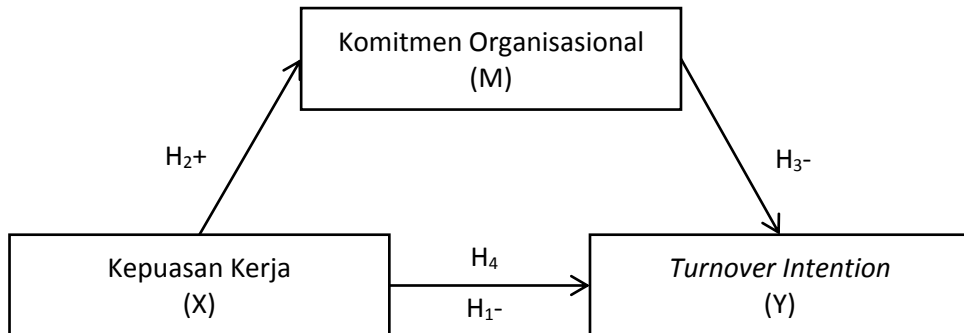 Komitmen Organisasional
(M)
H₂+
H₃-
Kepuasan Kerja
(X)
H₄
H₁-
Turnover Intention
(Y)